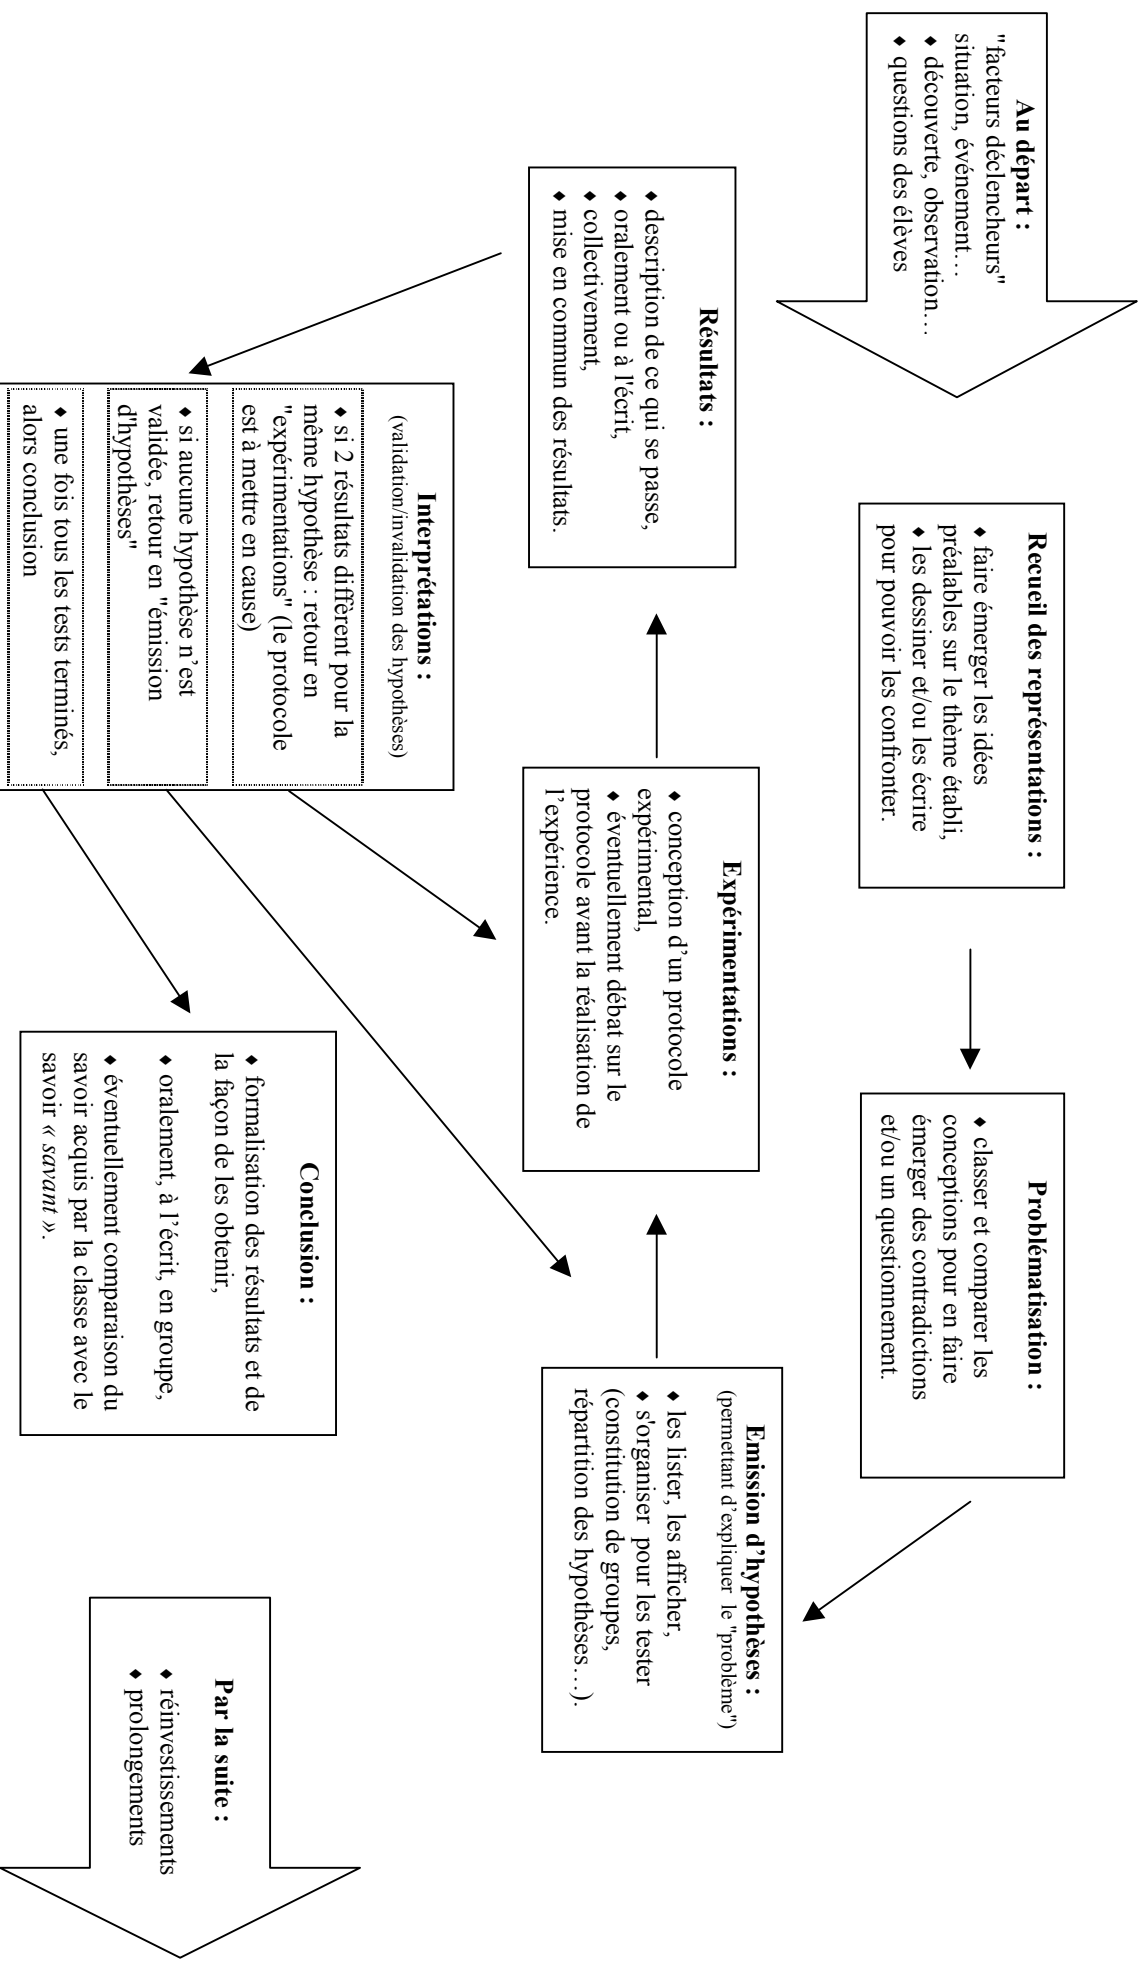 Au départ :
"facteurs déclencheurs"
situation, événement…
♦ découverte, observation…
♦ questions des élèves
Recueil des représentations :
♦ faire émerger les idées
préalables sur le thème établi,
♦ les dessiner et/ou les écrire
pour pouvoir les confronter.
Problématisation :
♦ classer et comparer les
conceptions pour en faire
émerger des contradictions
et/ou un questionnement.
Emission d’hypothèses :
(permettant d’expliquer le "problème")
♦ les lister, les afficher,
♦ s'organiser pour les tester
(constitution de groupes,
répartition des hypothèses…).
Expérimentations :
♦ conception d’un protocole
expérimental,
♦ éventuellement débat sur le
protocole avant la réalisation de
l’expérience.
Résultats :
♦ description de ce qui se passe,
♦ oralement ou à l'écrit,
♦ collectivement,
♦ mise en commun des résultats.
Interprétations :
(validation/invalidation des hypothèses)
♦ si 2 résultats diffèrent pour la
même hypothèse : retour en
"expérimentations" (le protocole
est à mettre en cause)
♦ si aucune hypothèse n’est
validée, retour en "émission
d'hypothèses"
♦ une fois tous les tests terminés,
alors conclusion
Conclusion :
♦ formalisation des résultats et de
la façon de les obtenir,
♦ oralement, à l’écrit, en groupe,
♦ éventuellement comparaison du
savoir acquis par la classe avec le
savoir « savant ».
Par la suite :
♦ réinvestissements
♦ prolongements